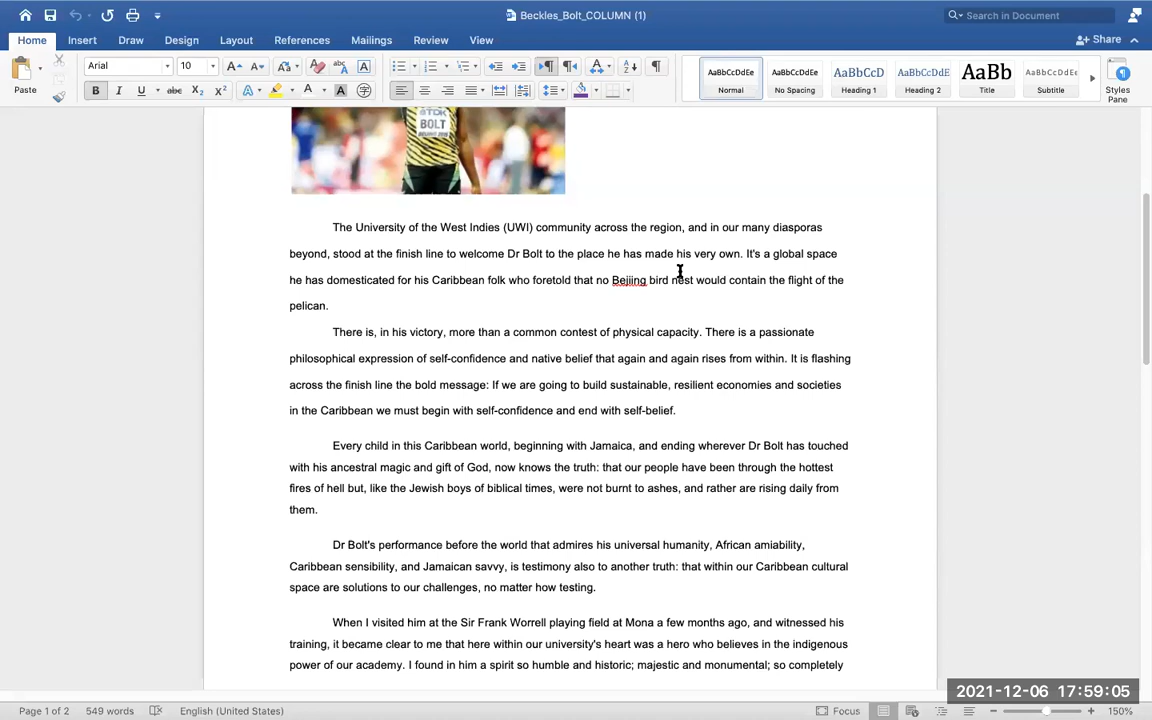 Beckles_Bolt_COLUMN (1)
Search in Document
Home Insert Draw Design Layout References Mailings Review View
Share
Paste
Arial
10
AaBbCcDdEe AaBbCcDdEe AaBbCcD AaBbCcDdE AaBb AaBbCcDdEe
Normal No Spacing Heading 1 Heading 2 Title Subtitle
Styles
Pane
TDK
BOLT
The University of the West Indies (UWI) community across the region, and in our many diasporas
beyond, stood at the finish line to welcome Dr Bolt to the place he has made his very own. It's a global space
he has domesticated for his Caribbean folk who foretold that no Bejiing bird nest would contain the flight of the
pelican.
There is, in his victory, more than a common contest of physical capacity. There is a passionate
philosophical expression of self-confidence and native belief that again and again rises from within. It is flashing
across the finish line the bold message: If we are going to build sustainable, resilient economies and societies
in the Caribbean we must begin with self-confidence and end with self-belief.
Every child in this Caribbean world, beginning with Jamaica, and ending wherever Dr Bolt has touched
with his ancestral magic and gift of God, now knows the truth: that our people have been through the hottest
fires of hell but, like the Jewish boys of biblical times, were not burnt to ashes, and rather are rising daily from
them.
Dr Bolt's performance before the world that admires his universal humanity, African amiability,
Caribbean sensibility, and Jamaican savvy, is testimony also to another truth: that within our Caribbean cultural
space are solutions to our challenges, no matter how testing.
When I visited him at the Sir Frank Worrell playing field at Mona a few months ago, and witnessed his
training, it became clear to me that here within our university's heart was a hero who believes in the indigenous
power of our academy. I found in him a spirit so humble and historic; majestic and monumental; so completely
2021-12-06 17:59:05
Page 1 of 2 549 words English (United States) Focus 150%